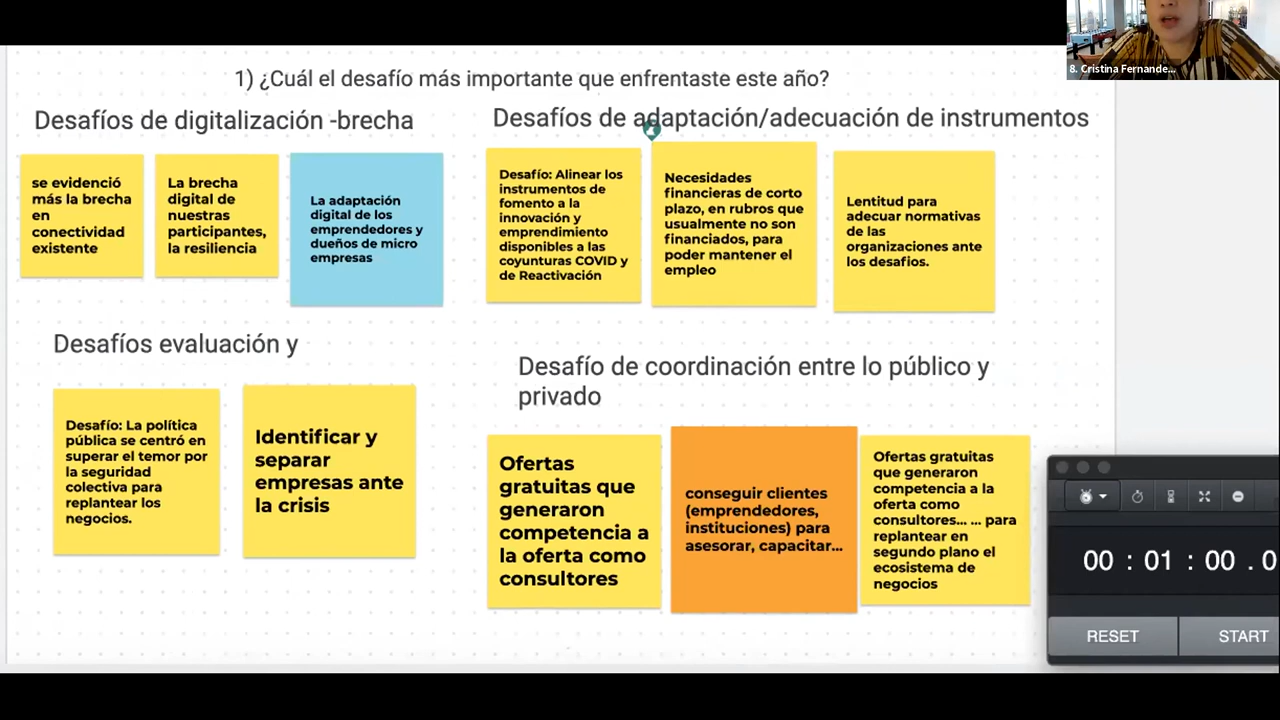 8. Cristina Fernande...
1) ¿Cuál el desafío más importante que enfrentaste este año?
Desafíos de digitalización -brecha
se evidenció
más la brecha
en
conectividad
existente
La brecha
digital de
nuestras
participantes,
la resiliencia
La adaptación
digital de los
emprendedores y
dueños de micro
empresas
Desafíos de adaptación/adecuación de instrumentos
Desafío: Alinear los
instrumentos de
fomento a la
innovación y
emprendimiento
disponibles a las
coyunturas COVID y
de Reactivación
Necesidades
financieras de corto
plazo, en rubros que
usualmente no son
financiados, para
poder mantener el
empleo
Lentitud para
adecuar normativas
de las
organizaciones ante
los desafios.
Desafíos evaluación y
Desafío: La política
pública se centró en
superar el temor por
la seguridad
colectiva para
replantear los
negocios.
Identificar y
separar
empresas ante
la crisis
Desafío de coordinación entre lo público y
privado
Ofertas
gratuitas que
generaron
competencia a
la oferta como
consultores
conseguir clientes
(emprendedores,
instituciones) para
asesorar, capacitar...
Ofertas gratuitas
que generaron
competencia a la
oferta como
consultores... ... para
replantear en
segundo plano el
ecosistema de
negocios
00 : 01 : 00 . 0
RESET
START